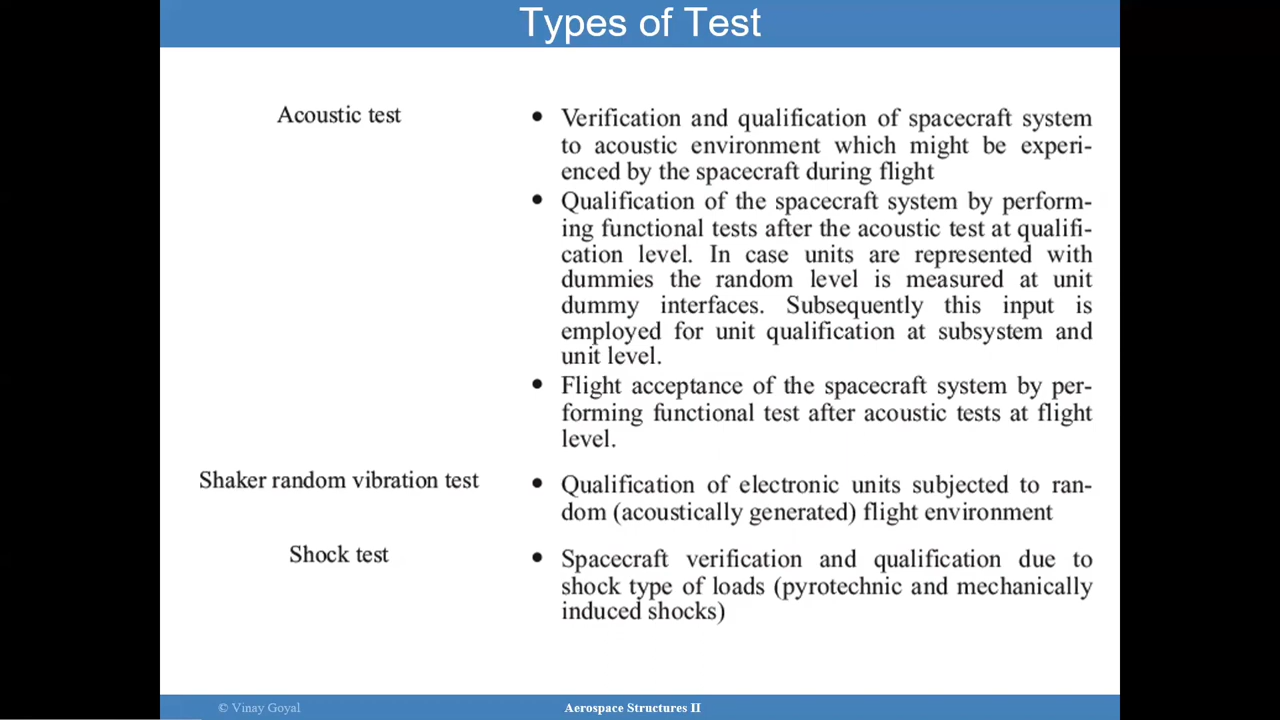 Types of Test
Acoustic test
• Verification and qualification of spacecraft system
to acoustic environment which might be experi-
enced by the spacecraft during flight
• Qualification of the spacecraft system by perform-
ing functional tests after the acoustic test at qualifi-
cation level. In case units are represented with
dummies the random level is measured at unit
dummy interfaces. Subsequently this input is
employed for unit qualification at subsystem and
unit level.
• Flight acceptance of the spacecraft system by per-
forming functional test after acoustic tests at flight
level.
Shaker random vibration test
• Qualification of electronic units subjected to ran-
dom (acoustically generated) flight environment
Shock test
• Spacecraft verification and qualification due to
shock type of loads (pyrotechnic and mechanically
induced shocks)
© Vinay Goyal
Aerospace Structures II